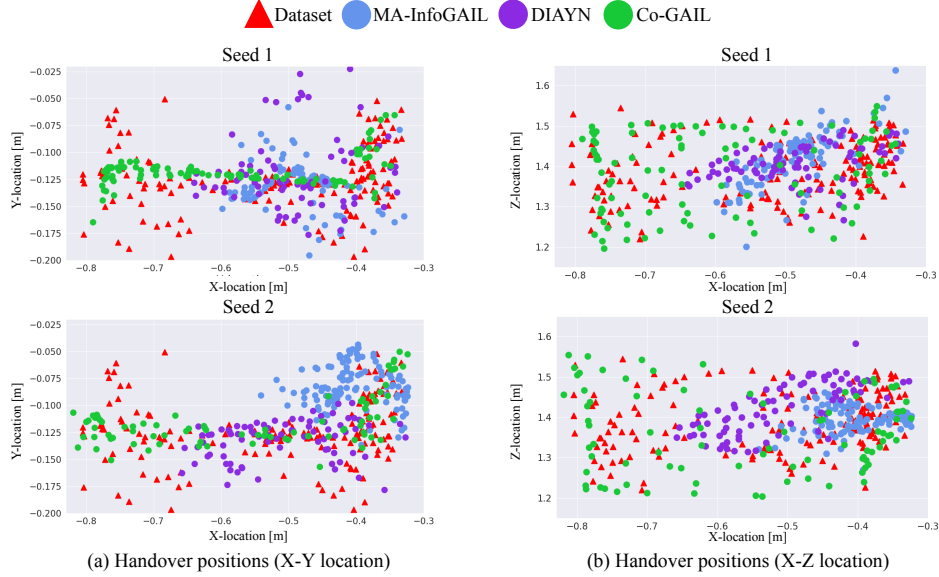 Dataset MA-InfoGAIL DIAYN Co-GAIL
Seed 1
Y-location [m]
−0.025
−0.050
−0.075
−0.100
−0.125
−0.150
−0.175
−0.200
−0.8 −0.7 −0.6 −0.5 −0.4 −0.3
X-location [m]
Seed 1
Z-location [m]
1.6
1.5
1.4
1.3
1.2
−0.8 −0.7 −0.6 −0.5 −0.4 −0.3
X-location [m]
Seed 2
Y-location [m]
−0.025
−0.050
−0.075
−0.100
−0.125
−0.150
−0.175
−0.200
−0.8 −0.7 −0.6 −0.5 −0.4 −0.3
X-location [m]
Seed 2
Z-location [m]
1.6
1.5
1.4
1.3
1.2
−0.8 −0.7 −0.6 −0.5 −0.4 −0.3
X-location [m]
(a) Handover positions (X-Y location)
(b) Handover positions (X-Z location)